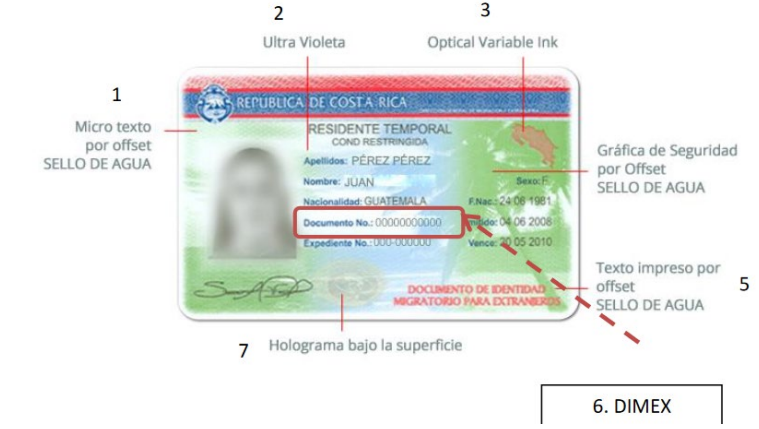 2
3
Ultra Violeta
Optical Variable Ink
1
Micro texto
por offset
SELLO DE AGUA
REPUBLICA DE COSTA RICA
RESIDENTE TEMPORAL
COND RESTRINGIDA
Apellidos: PÉREZ PÉREZ
Nombre: JUAN
Sexo: F.
Nacionalidad: GUATEMALA
F.Nac.: 24 06 1981
Documento No.: 00000000000
04 06 2008
Expediente No.: 000-000000
Vence: 20 05 2010
DOCUMENTO DE IDENTIDAD
MIGRATORIO PARA EXTRANJEROS
Gráfica de Seguridad
por Offset
SELLO DE AGUA
Texto impreso por
offset
SELLO DE AGUA
5
7
Holograma bajo la superficie
6. DIMEX